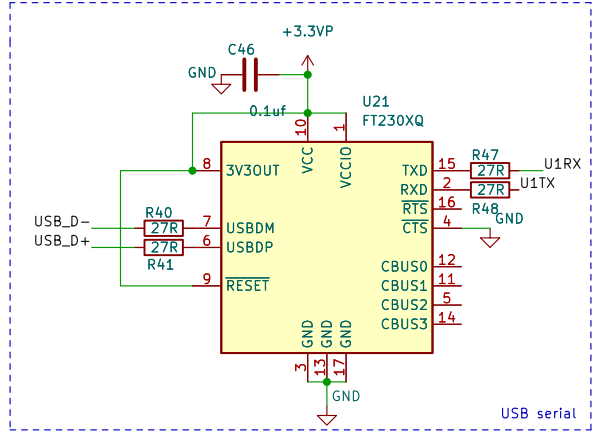 +3.3VP
C46
GND
0.1uf
U21
FT230XQ
10
1
VCC
VCCIO
8
3V3OUT
TXD
15
R47
27R
U1RX
RXD
2
27R
U1TX
R48
RTS
16
GND
CTS
4
USB_D-
R40
27R
7
USBDM
USB_D+
27R
6
USBDP
R41
CBUS0
12
9
RESET
CBUS1
11
CBUS2
5
CBUS3
14
GND
GND
GND
3
13
17
GND
USB serial